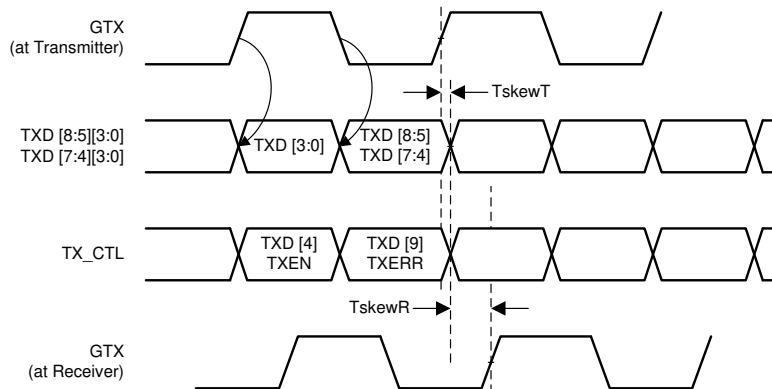 GTX
(at Transmitter)
TskewT
TXD [8:5][3:0]
TXD [7:4][3:0]
TXD [3:0]
TXD [8:5]
TXD [7:4]
TX_CTL
TXD [4]
TXEN
TXD [9]
TXERR
TskewR
GTX
(at Receiver)